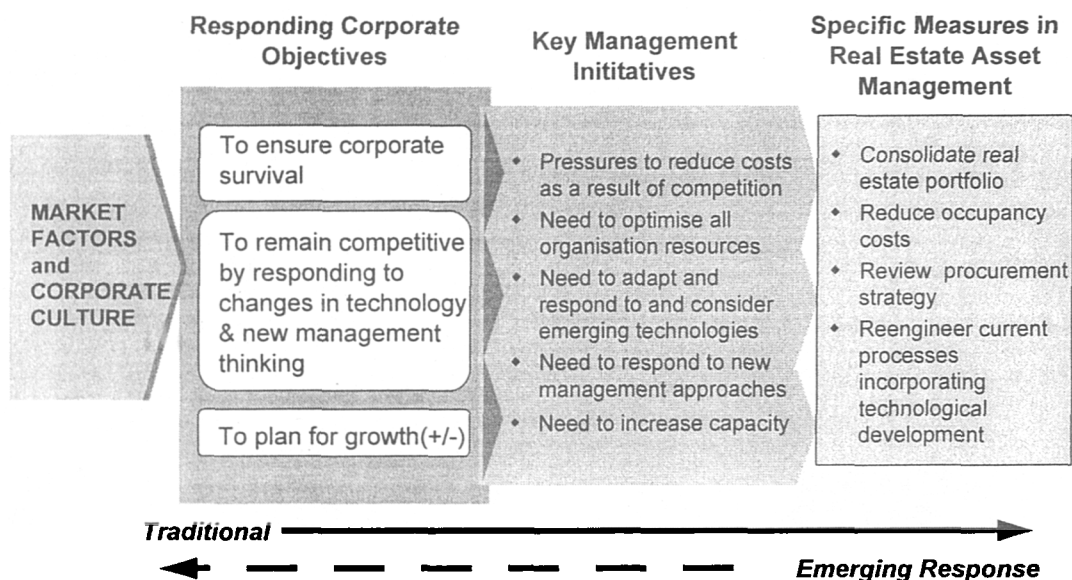 Responding Corporate
Objectives
Key Management
Inititatives
Specific Measures in
Real Estate Asset
Management
MARKET
FACTORS
and
CORPORATE
CULTURE
To ensure corporate
survival
To remain competitive
by responding to
changes in technology
& new management
thinking
To plan for growth(+/-)
• Pressures to reduce costs
as a result of competition
• Need to optimise all
organisation resources
• Need to adapt and
respond to and consider
emerging technologies
• Need to respond to new
management approaches
• Need to increase capacity
• Consolidate real
estate portfolio
• Reduce occupancy
costs
• Review procurement
strategy
• Reengineer current
processes
incorporating
technological
development
Traditional
Emerging Response